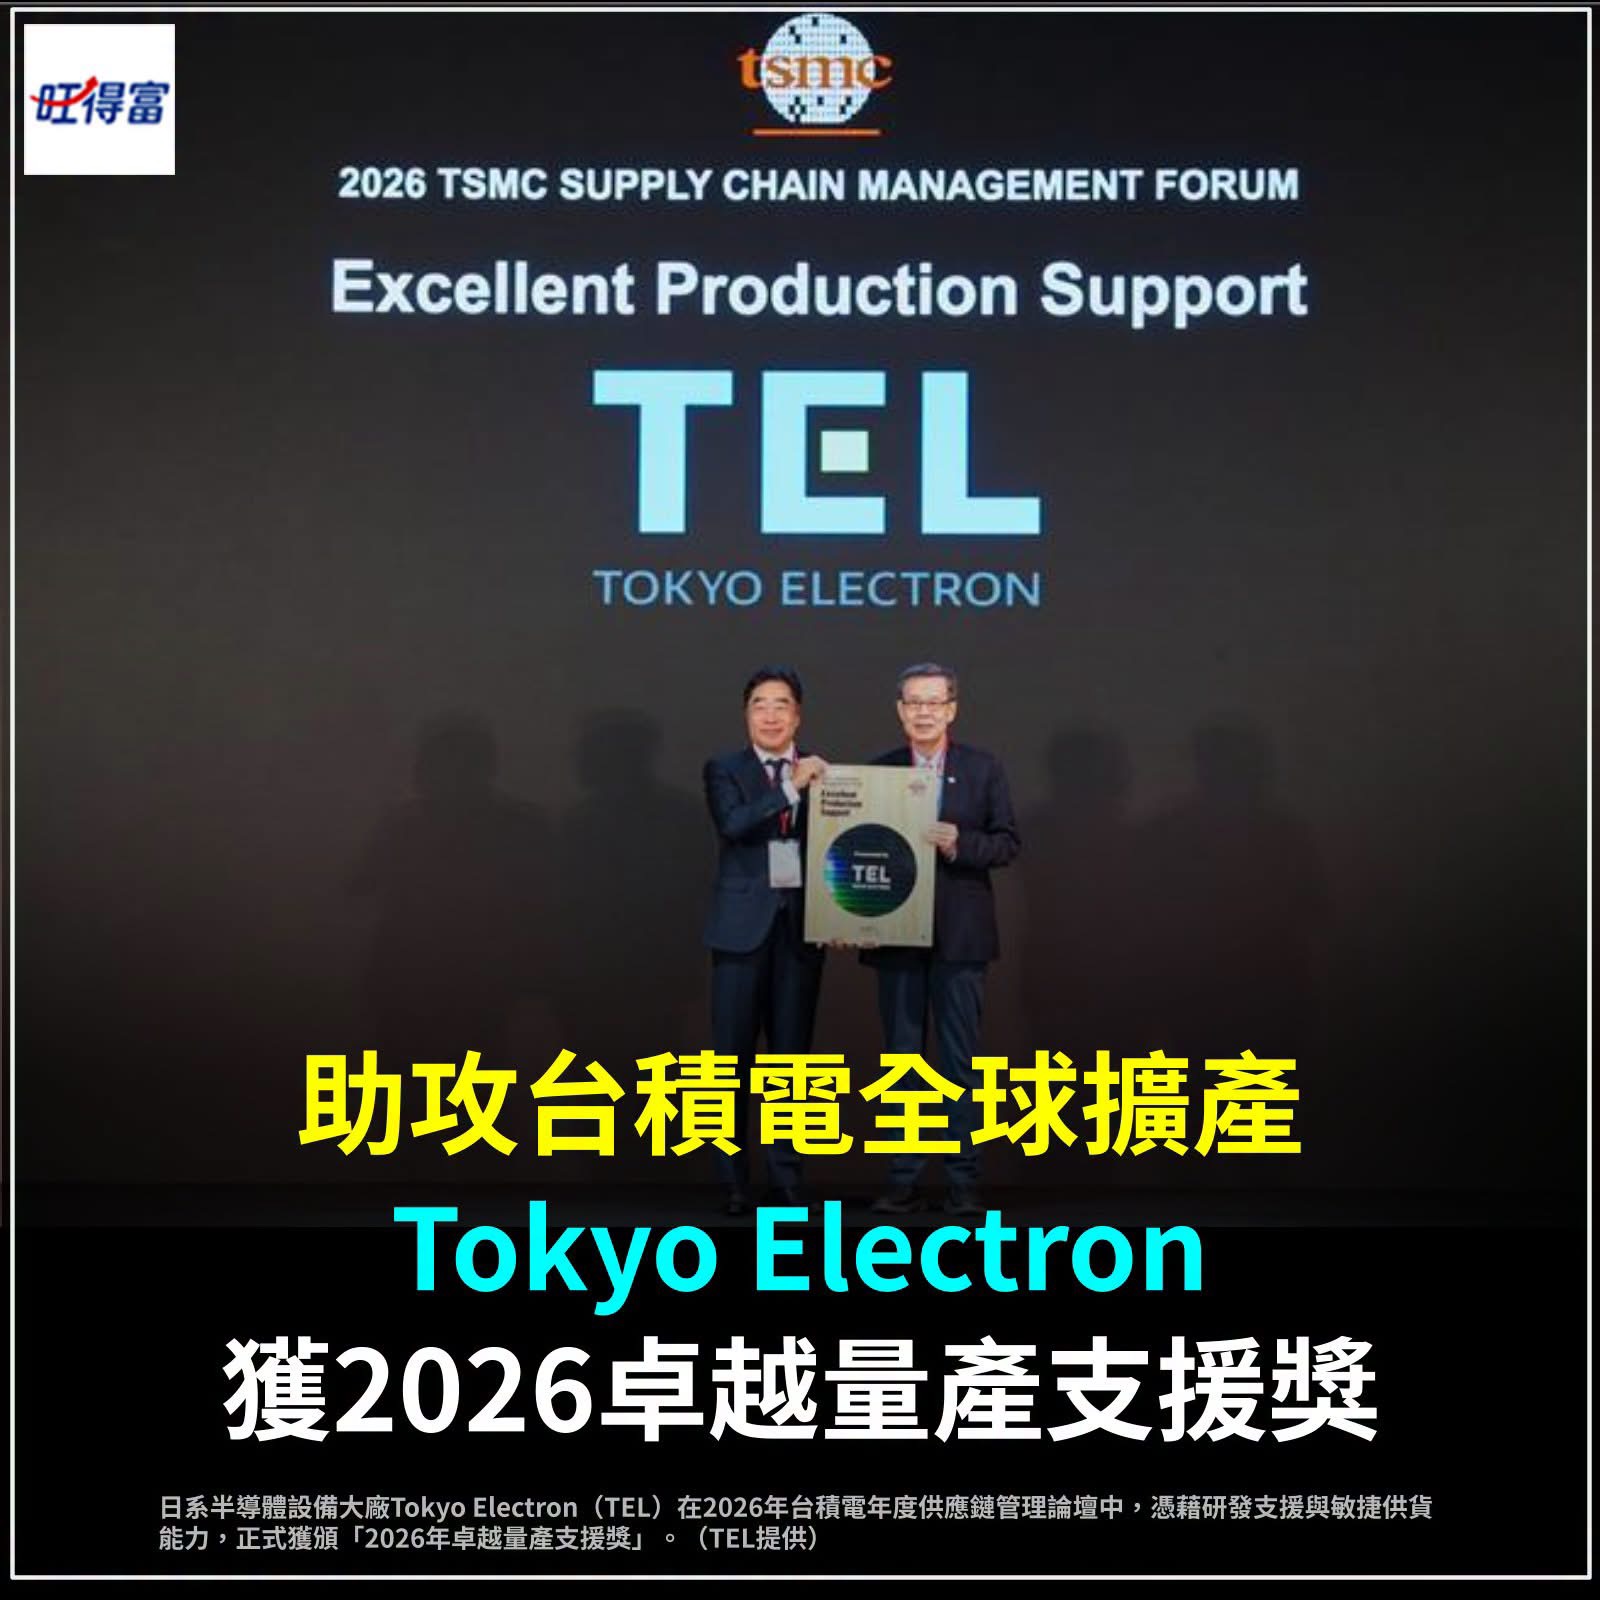 旺得富
tsmc
2026 TSMC SUPPLY CHAIN MANAGEMENT FORUM
Excellent Production Support
TEL
TOKYO ELECTRON
Excellent
Production
Support
TEL
助攻台積電全球擴產
Tokyo Electron
獲2026卓越量產支援獎
日系半導體設備大廠Tokyo Electron（TEL）在2026年台積電年度供應鏈管理論壇中，憑藉研發支援與敏捷供貨
能力，正式獲頒「2026年卓越量產支援獎」。（TEL提供）